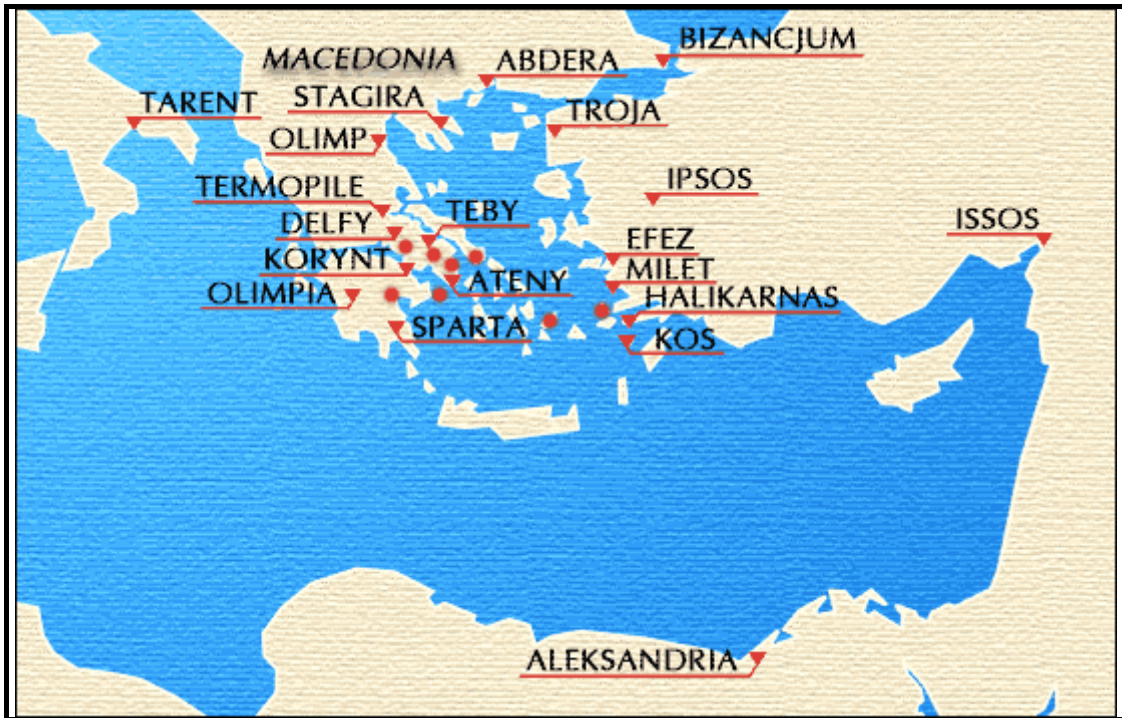 BIZANCJUM
MACEDONIA
ABDERA
TARENT
STAGIRA
TROJA
OLIMP
TERMOPILE
IPSOS
TEBY
DELFY
ISSOS
EFEZ
KORYNT
MILET
ATENY
OLIMPIA
HALIKARNAS
SPARTA
KOS
ALEKSANDRIA